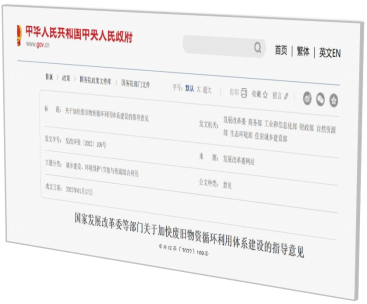 中华人民共和国中央人民政府
www.gov.cn
首页 | 繁体 | 英文EN
首页 > 政策 > 国务院政策文件库 > 国务院部门文件
字号：默认 大 超大 打印 收藏 留言
标 题：关于加快废旧物资循环利用体系建设的指导意见
发文机关：发展改革委 商务部 工业和信息化部 财政部 自然资源部 生态环境部 住房城乡建设部
发文字号：发改环资〔2022〕109号
来 源：发展改革委网站
主题分类：城乡建设、环境保护\节能与资源综合利用
公文种类：意见
成文日期：2022年01月17日
国家发展改革委等部门关于加快废旧物资循环利用体系建设的指导意见
发改环资〔2022〕109号